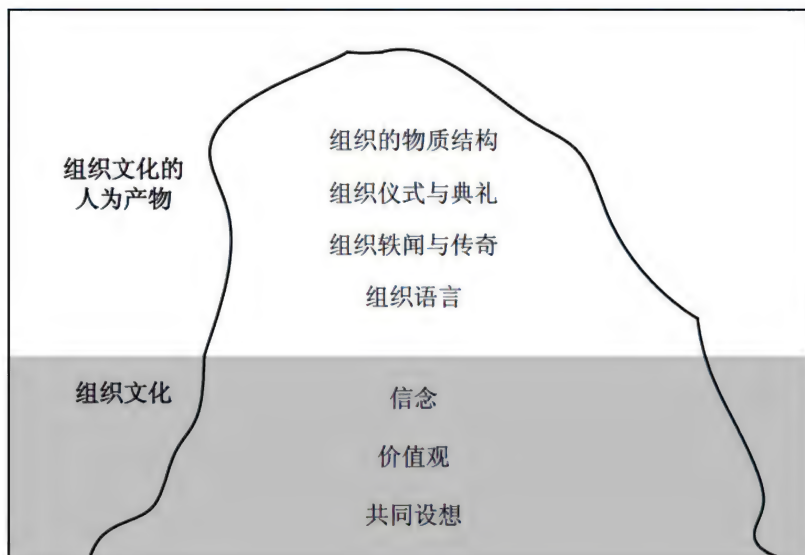 组织文化的
人为产物
组织的物质结构
组织仪式与典礼
组织轶闻与传奇
组织语言
组织文化
信念
价值观
共同设想